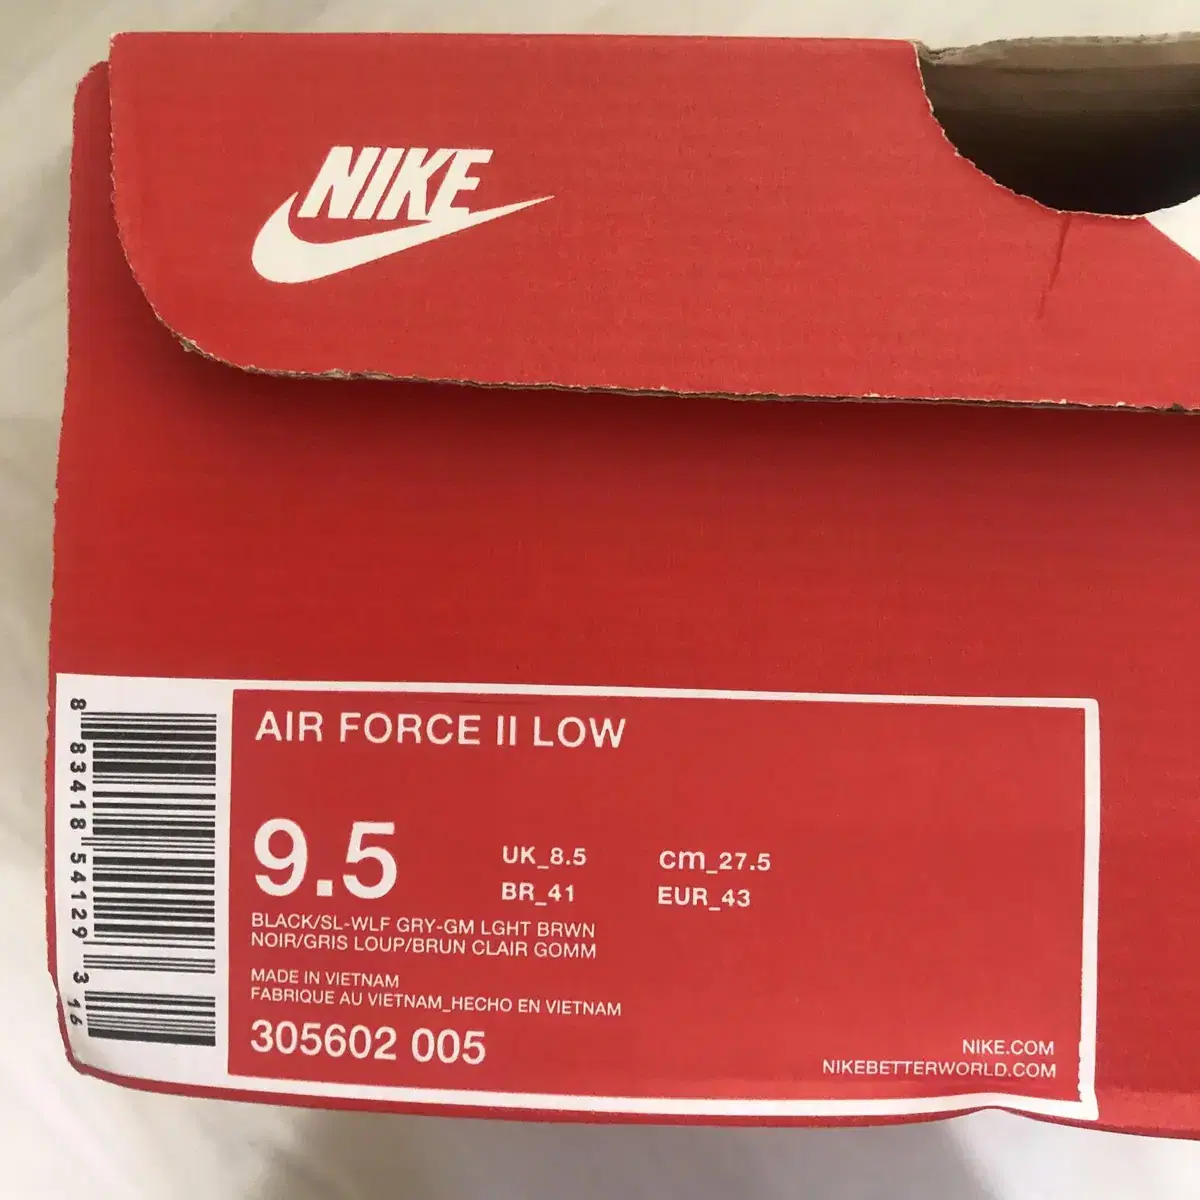 NIKE
AIR FORCE II LOW
9.5
UK_8.5
cm_27.5
BR_41
EUR_43
BLACK/SL-WLF GRY-GM LGHT BRWN
NOIR/GRIS LOUP/BRUN CLAIR GOMM
MADE IN VIETNAM
FABRIQUE AU VIETNAM_HECHO EN VIETNAM
305602 005
NIKE.COM
NIKEBETTERWORLD.COM
8 83418 54129 3 16